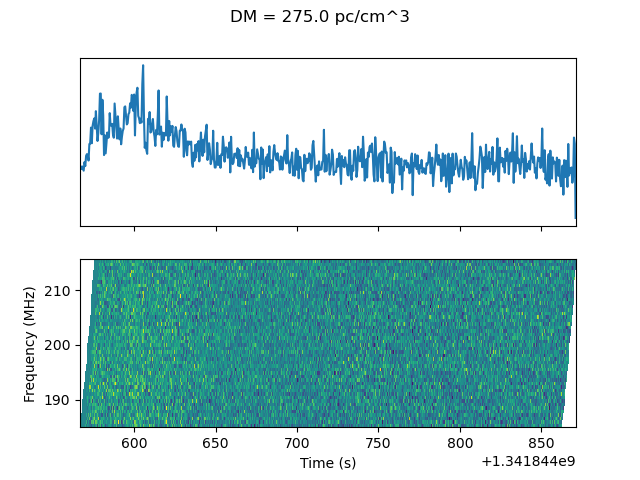 DM = 275.0 pc/cm^3
210
200
190
Frequency (MHz)
600 650 700 750 800 850
Time (s)
+1.341844e9